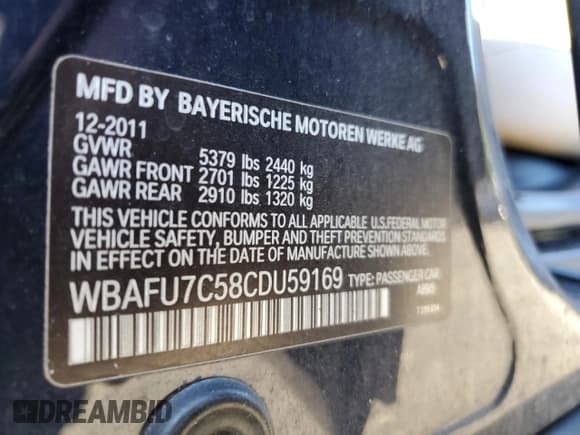 MFD BY BAYERISCHE MOTOREN WERKE AG
12-2011
GVWR 5379 lbs 2440 kg
GAWR FRONT 2701 lbs 1225 kg
GAWR REAR 2910 lbs 1320 kg
THIS VEHICLE CONFORMS TO ALL APPLICABLE U.S.FEDERAL MOTOR
VEHICLE SAFETY, BUMPER AND THEFT PREVENTION STANDARDS
IN EFFECT ON THE DATE OF MANUFACTURE SHOWN ABOVE.
WBAFU7C58CDU59169 TYPE: PASSENGER CAR
DREAMBID